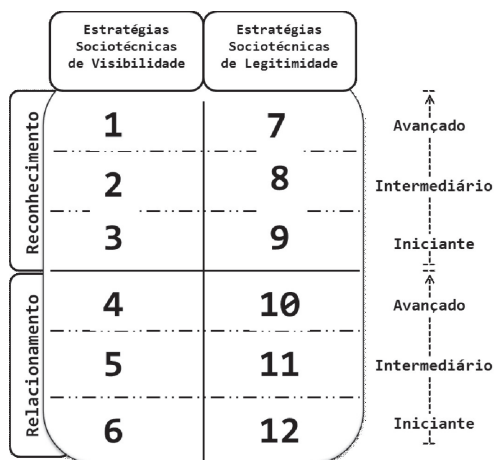 Estratégias
Sociotécnicas
de Visibilidade
Estratégias
Sociotécnicas
de Legitimidade
Reconhecimento
1
7
Avançado
2
8
Intermediário
3
9
Iniciante
Relacionamento
4
10
Avançado
5
11
Intermediário
6
12
Iniciante